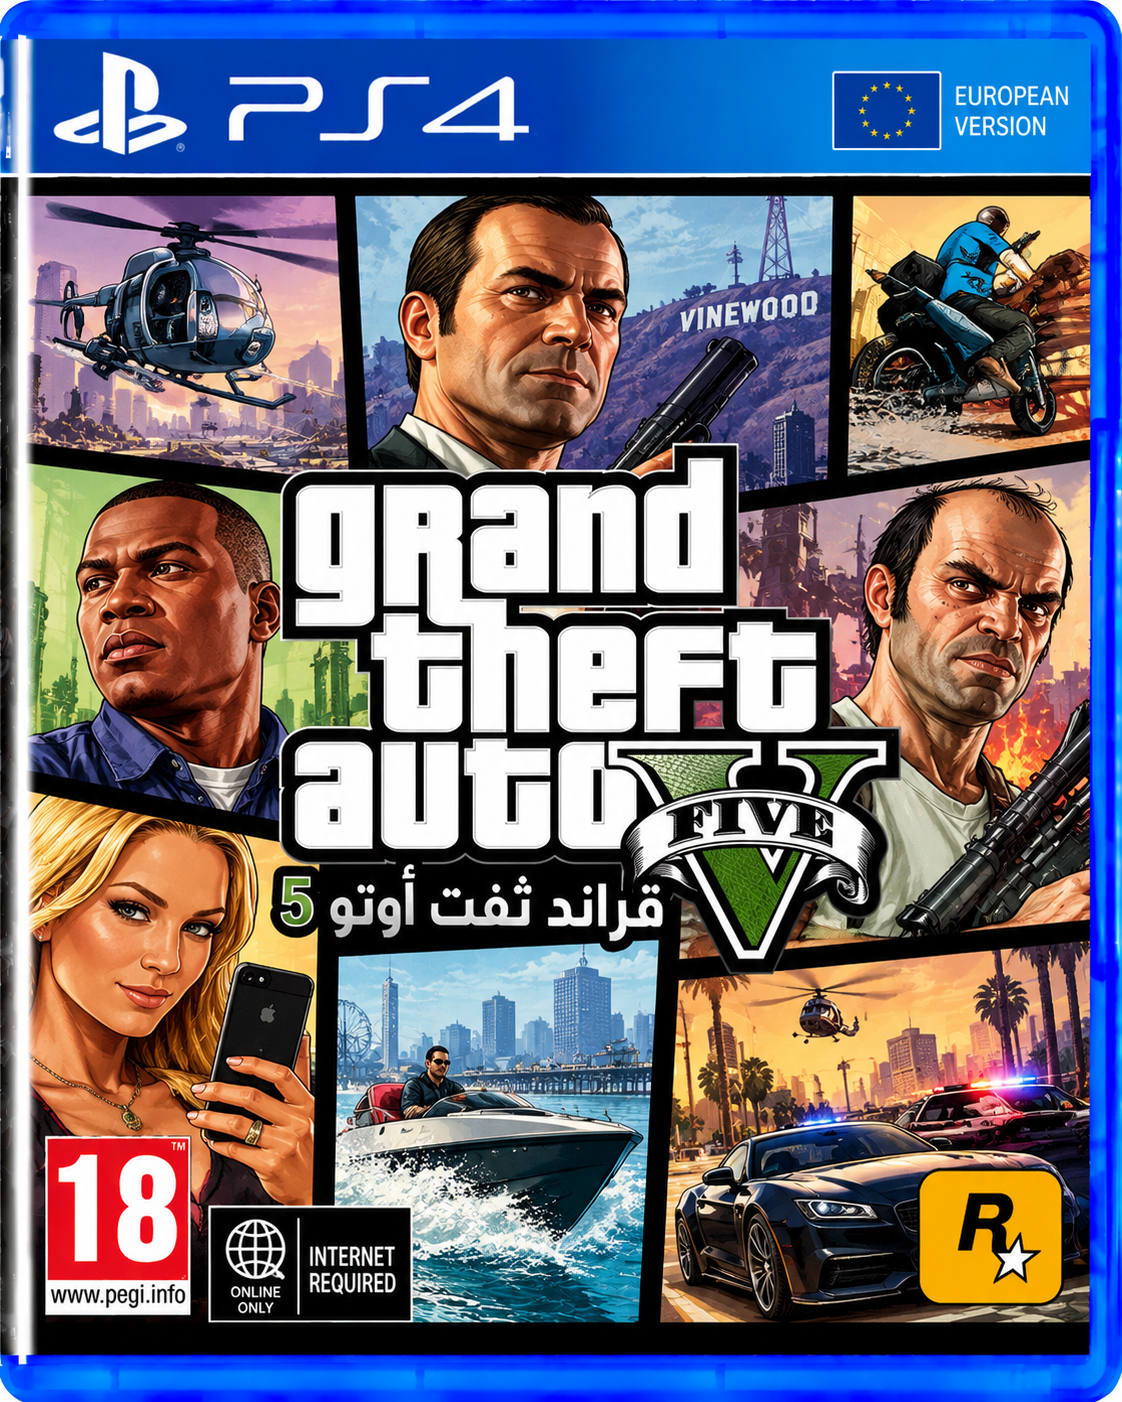 PS4
EUROPEAN
VERSION
VINEWOOD
grand
theft
auto V
FIVE
قراند ثفت أوتو 5
18
™
www.pegi.info
ONLINE
ONLY
INTERNET
REQUIRED
R